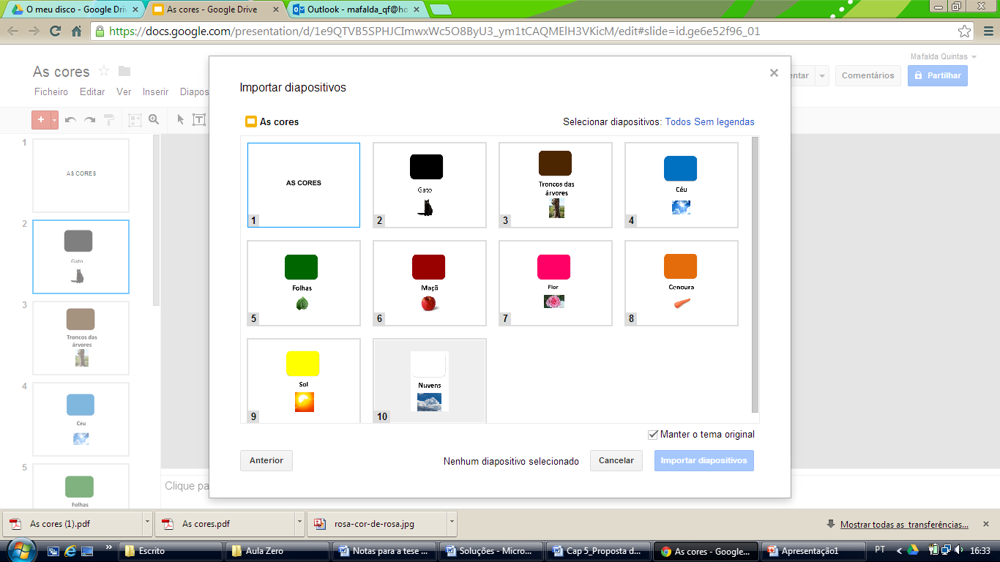 O meu disco - Google Driv
As cores - Google Drive
Outlook - mafalda_qf@ho
https://docs.google.com/presentation/d/1e9QTVB5SPHJCImwxWc5O8ByU3_ym1tCAQMElH3VKicM/edit#slide=id.ge6e52f96_01
Mafalda Quintas
As cores
entar
Comentários
Partilhar
Ficheiro Editar Ver Inserir Diapos
1
AS CORES
2
Gato
3
Troncos das
árvores
4
Céu
5
Folhas
Clique pa
Importar diapositivos
As cores
Selecionar diapositivos: Todos Sem legendas
AS CORES
1
Gato
2
Troncos das
árvores
3
Céu
4
Folhas
5
Maçã
6
Flor
7
Cenoura
8
Sol
9
Nuvens
10
Manter o tema original
Anterior
Nenhum diapositivo selecionado
Cancelar
Importar diapositivos
As cores (1).pdf
As cores.pdf
rosa-cor-de-rosa.jpg
Mostrar todas as transferências...
Escrito
Aula Zero
Notas para a tese ...
Soluções - Micro...
Cap 5_Proposta d...
As cores - Google...
Apresentação1
PT
16:33